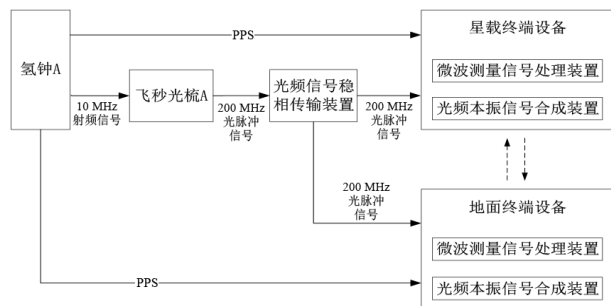 PPS
星载终端设备
氢钟A
飞秒光梳A
光频信号稳
相传输装置
微波测量信号处理装置
光频本振信号合成装置
10 MHz
射频信号
200 MHz
光脉冲
信号
200 MHz
光脉冲
信号
200 MHz
光脉冲
信号
地面终端设备
微波测量信号处理装置
光频本振信号合成装置
PPS